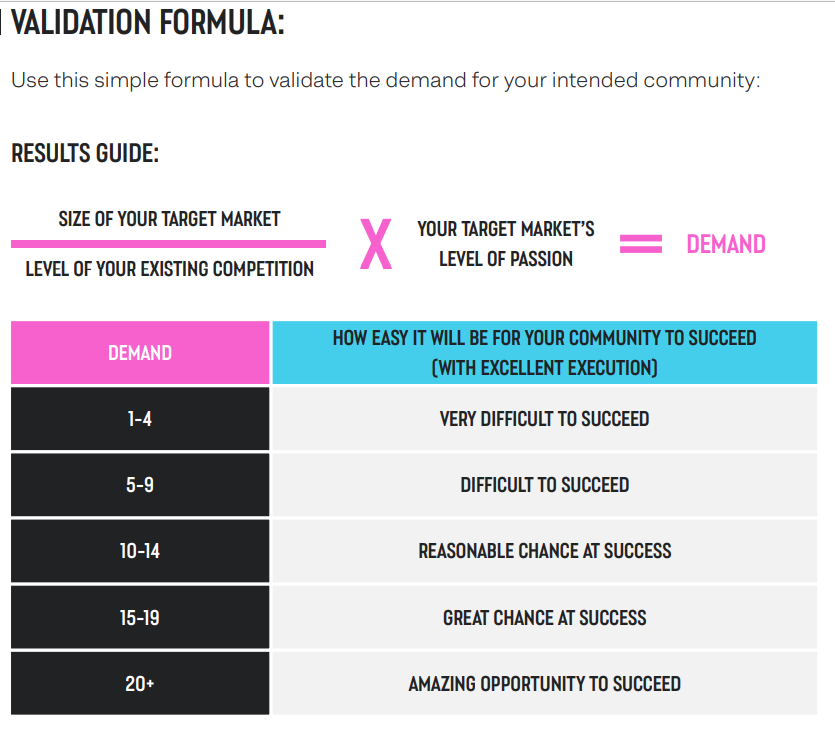 VALIDATION FORMULA:
Use this simple formula to validate the demand for your intended community:
RESULTS GUIDE:
SIZE OF YOUR TARGET MARKET
LEVEL OF YOUR EXISTING COMPETITION
X
YOUR TARGET MARKET'S
LEVEL OF PASSION
=
DEMAND
DEMAND
HOW EASY IT WILL BE FOR YOUR COMMUNITY TO SUCCEED
(WITH EXCELLENT EXECUTION)
1-4
VERY DIFFICULT TO SUCCEED
5-9
DIFFICULT TO SUCCEED
10-14
REASONABLE CHANCE AT SUCCESS
15-19
GREAT CHANCE AT SUCCESS
20+
AMAZING OPPORTUNITY TO SUCCEED